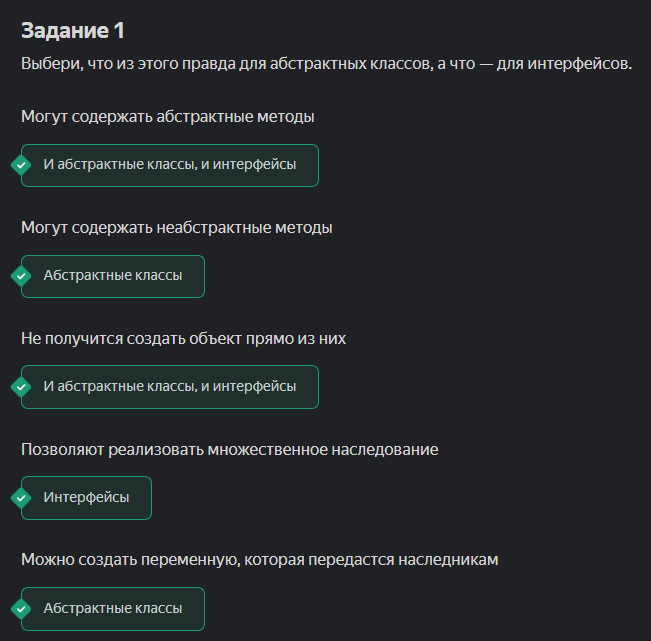 Задание 1
Выбери, что из этого правда для абстрактных классов, а что — для интерфейсов.
Могут содержать абстрактные методы
И абстрактные классы, и интерфейсы
Могут содержать неабстрактные методы
Абстрактные классы
Не получится создать объект прямо из них
И абстрактные классы, и интерфейсы
Позволяют реализовать множественное наследование
Интерфейсы
Можно создать переменную, которая передастся наследникам
Абстрактные классы